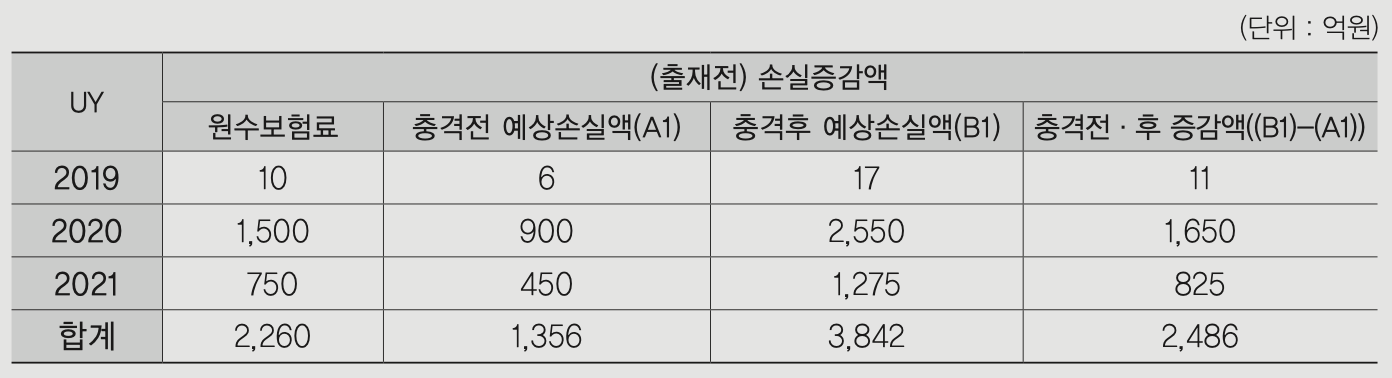 (단위 : 억원)
UY
(출재전) 손실증감액
원수보험료 충격전 예상손실액(A1) 충격후 예상손실액(B1) 충격전·후 증감액((B1)-(A1))
2019 10 6 17 11
2020 1,500 900 2,550 1,650
2021 750 450 1,275 825
합계 2,260 1,356 3,842 2,486